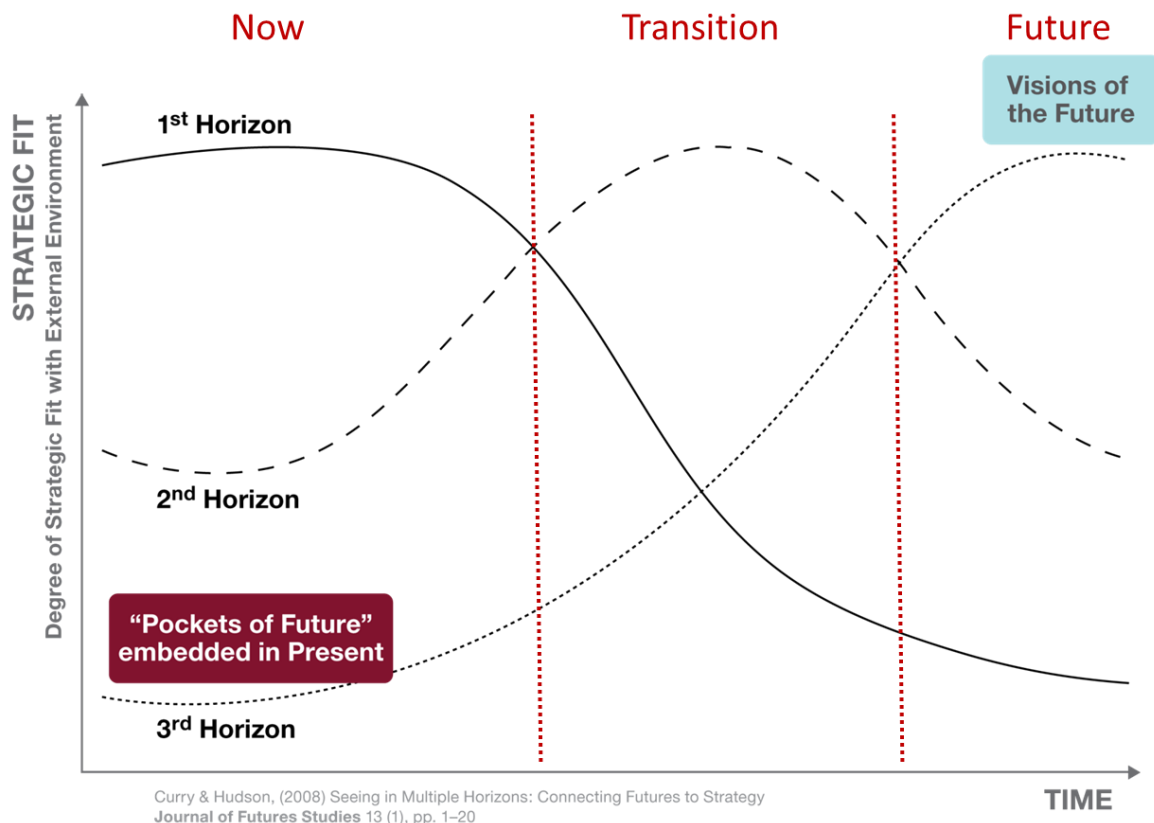 Now
Transition
Future
Visions of
the Future
1st Horizon
STRATEGIC FIT
Degree of Strategic Fit with External Environment
2nd Horizon
“Pockets of Future”
embedded in Present
3rd Horizon
TIME
Curry & Hudson, (2008) Seeing in Multiple Horizons: Connecting Futures to Strategy
Journal of Futures Studies 13 (1), pp. 1–20